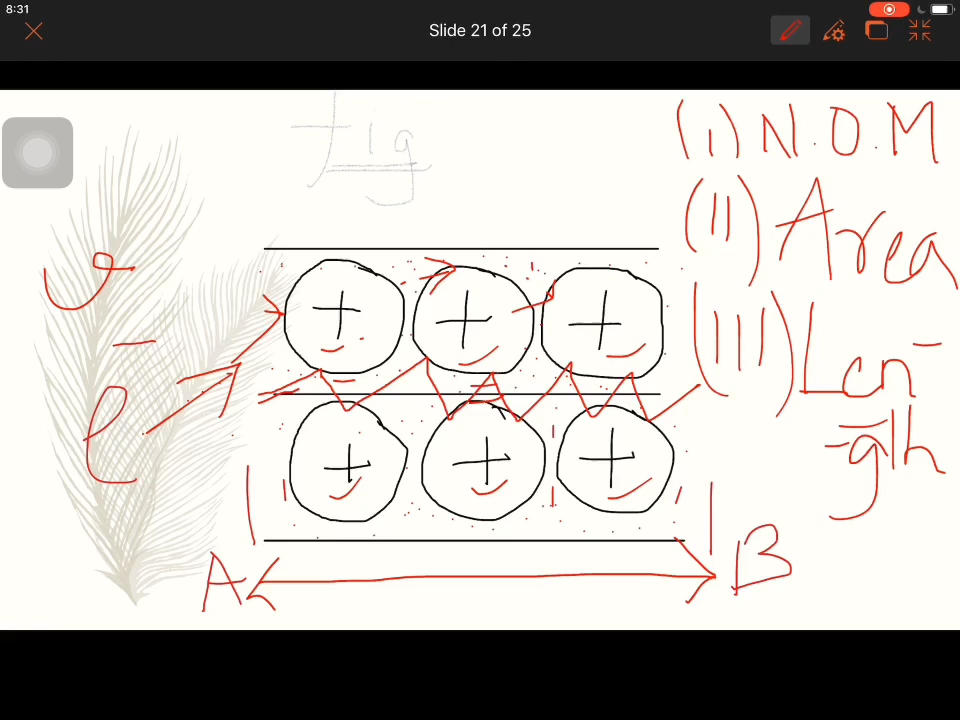 8:31
Slide 21 of 25
fig
(I) N.O.M
(II) Area
(III) Len-
-gth
e-
+ + +
+ + +
A B